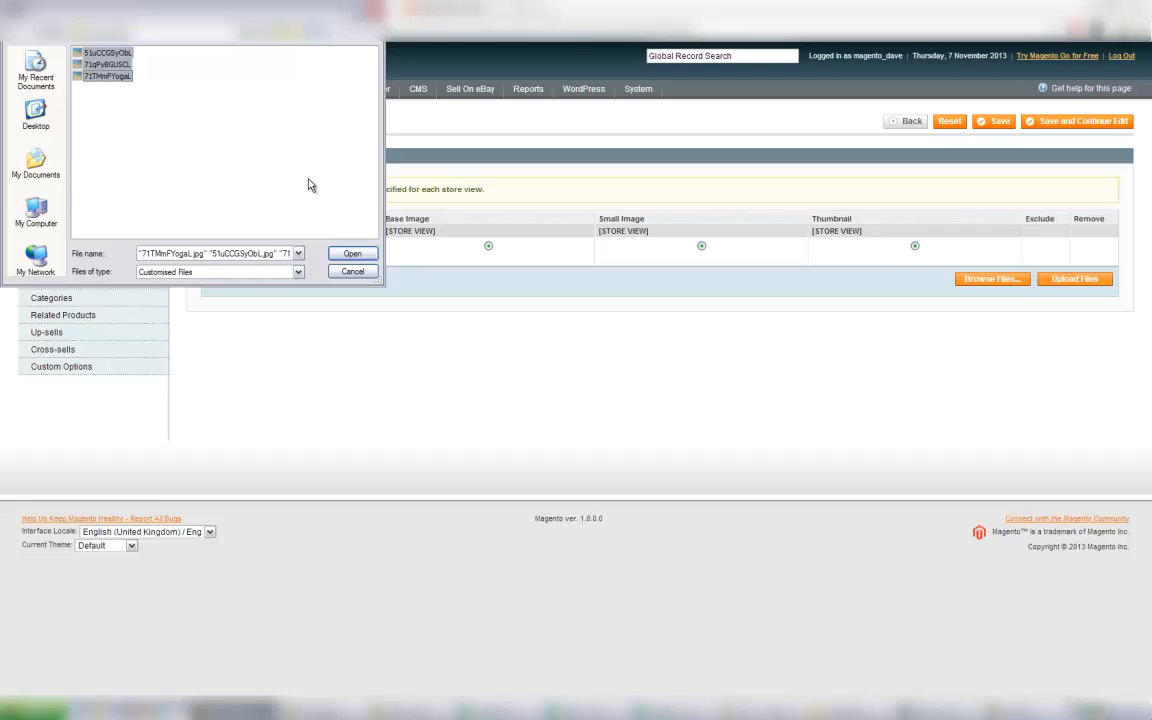 My Recent
Documents
Desktop
My Documents
My Computer
My Network
51uCCGSyObL
71qPyBGUSCL
71TMmFYogaL
File name:
"71TMmFYogaL.jpg" "51uCCGSyObL.jpg" "71
Open
Files of type:
Customised Files
Cancel
Global Record Search
Logged in as magento_dave
Thursday, 7 November 2013
Try Magento Go for Free
Log Out
CMS
Sell On eBay
Reports
WordPress
System
Get help for this page
Back
Reset
Save
Save and Continue Edit
cified for each store view.
Base Image
[STORE VIEW]
Small Image
[STORE VIEW]
Thumbnail
[STORE VIEW]
Exclude
Remove
Browse Files...
Upload Files
Categories
Related Products
Up-sells
Cross-sells
Custom Options
Help Us Keep Magento Healthy - Report All Bugs
Interface Locale: English (United Kingdom) / Eng
Current Theme: Default
Magento ver. 1.6.0.0
Connect with the Magento Community
Magento™ is a trademark of Magento Inc.
Copyright © 2013 Magento Inc.